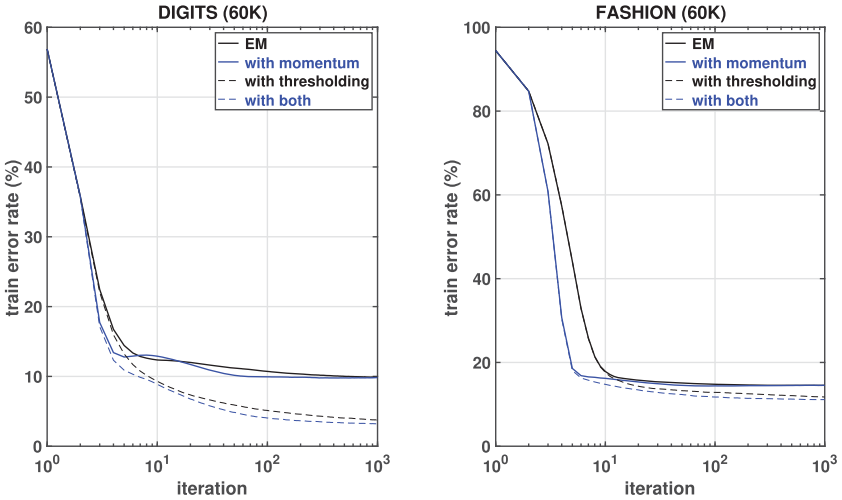 DIGITS (60K)
60
50
40
30
20
10
0
train error rate (%)
EM
with momentum
with thresholding
with both
10^0
10^1
10^2
10^3
iteration
FASHION (60K)
100
80
60
40
20
0
train error rate (%)
EM
with momentum
with thresholding
with both
10^0
10^1
10^2
10^3
iteration